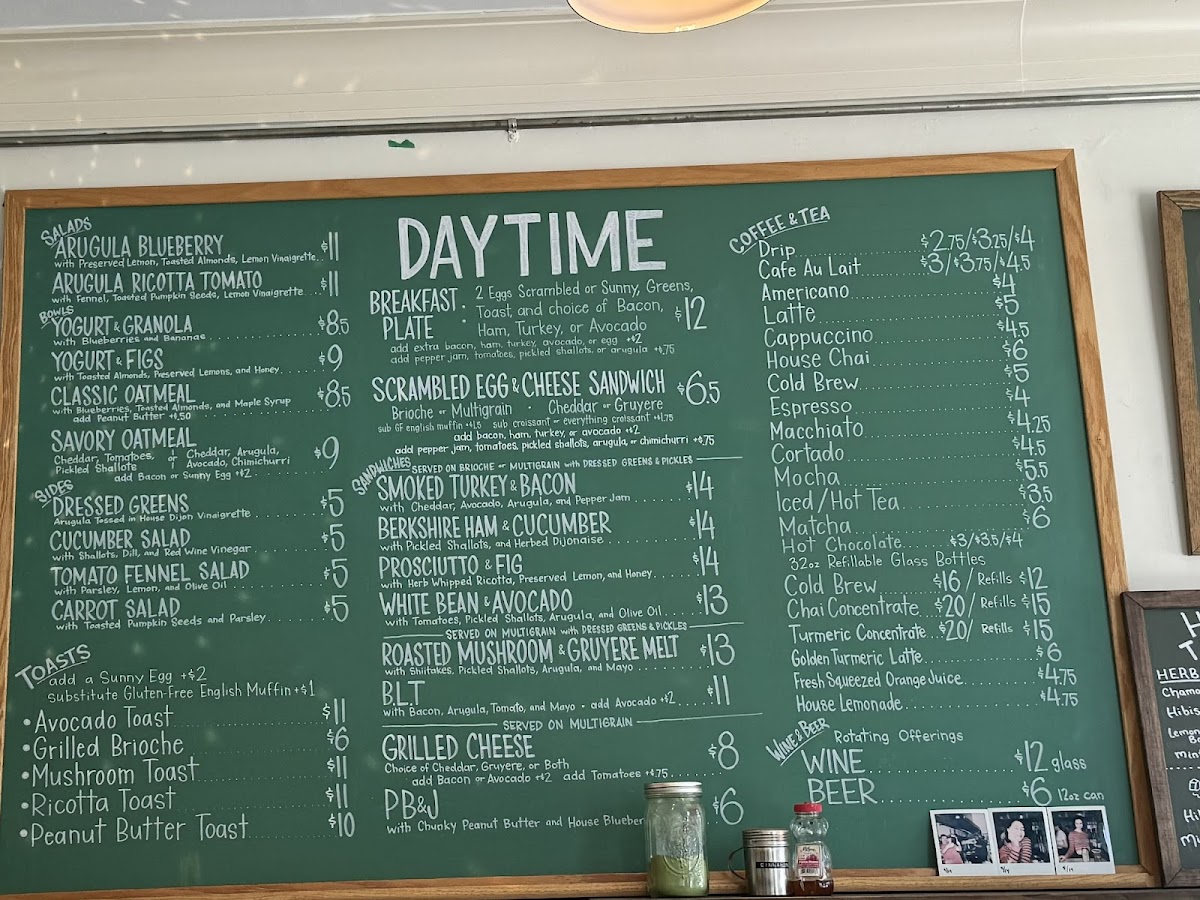 SALADS
ARUGULA BLUEBERRY
with Preserved Lemon, Toasted Almonds, Lemon Vinaigrette $11
ARUGULA RICOTTA TOMATO
with Fennel, Toasted Pumpkin Seeds, Lemon Vinaigrette $11
BOWLS
YOGURT & GRANOLA
with Blueberries and Bananas $8.5
YOGURT & FIGS
with Toasted Almonds, Preserved Lemons, and Honey $9
CLASSIC OATMEAL
with Blueberries, Toasted Almonds, and Maple Syrup $8.5
add Peanut Butter +1.50
SAVORY OATMEAL
Cheddar, Tomatoes, Pickled Shallots or Cheddar, Arugula, Avocado, Chimichurri $9
add Bacon or Sunny Egg +$2
SIDES
DRESSED GREENS
Arugula Tossed in House Dijon Vinaigrette $5
CUCUMBER SALAD
with Shallots, Dill, and Red Wine Vinegar $5
TOMATO FENNEL SALAD
with Parsley, Lemon, and Olive Oil $5
CARROT SALAD
with Toasted Pumpkin Seeds and Parsley $5
TOASTS
add a Sunny Egg +$2
substitute Gluten-Free English Muffin +$1
• Avocado Toast $11
• Grilled Brioche $6
• Mushroom Toast $11
• Ricotta Toast $11
• Peanut Butter Toast $10
DAYTIME
BREAKFAST PLATE : 2 Eggs Scrambled or Sunny, Greens,
Toast, and choice of Bacon,
Ham, Turkey, or Avocado $12
add extra bacon, ham, turkey, avocado, or egg +$2
add pepper jam, tomatoes, pickled shallots, or arugula +$.75
SCRAMBLED EGG & CHEESE SANDWICH $6.5
Brioche or Multigrain · Cheddar or Gruyere
sub GF english muffin +$1.5 sub croissant or everything croissant +$1.75
add bacon, ham, turkey, or avocado +$2
add pepper jam, tomatoes, pickled shallots, arugula, or chimichurri +$.75
SANDWICHES
SERVED ON BRIOCHE or MULTIGRAIN with DRESSED GREENS & PICKLES
SMOKED TURKEY & BACON
with Cheddar, Avocado, Arugula, and Pepper Jam $14
BERKSHIRE HAM & CUCUMBER
with Pickled Shallots, and Herbed Dijonaise $14
PROSCIUTTO & FIG
with Herb Whipped Ricotta, Preserved Lemon, and Honey $14
WHITE BEAN & AVOCADO
with Tomatoes, Pickled Shallots, Arugula, and Olive Oil $13
SERVED ON MULTIGRAIN with DRESSED GREENS & PICKLES
ROASTED MUSHROOM & GRUYERE MELT
with Shiitakes, Pickled Shallots, Arugula, and Mayo $13
B.L.T
with Bacon, Arugula, Tomato, and Mayo · add Avocado +$2 $11
SERVED ON MULTIGRAIN
GRILLED CHEESE
Choice of Cheddar, Gruyere, or Both $8
add Bacon or Avocado +$2 add Tomatoes +$.75
PB&J
with Chunky Peanut Butter and House Blueber $6
COFFEE & TEA
Drip $2.75/$3.25/$4
Cafe Au Lait $3/$3.75/$4.5
Americano $4
Latte $5
Cappuccino $4.5
House Chai $6
Cold Brew $5
Espresso $4
Macchiato $4.25
Cortado $4.5
Mocha $5.5
Iced/Hot Tea $3.5
Matcha $6
Hot Chocolate $3/$3.5/$4
32oz Refillable Glass Bottles
Cold Brew $16/Refills $12
Chai Concentrate $20/Refills $15
Turmeric Concentrate $20/Refills $15
Golden Turmeric Latte $6
Fresh Squeezed Orange Juice $4.75
House Lemonade $4.75
WINE & BEER
Rotating Offerings
WINE $12 glass
BEER $6 12oz can
CINNAMON
H
T
HERB
Chamo
Hibis
Lemon
Min
Hi